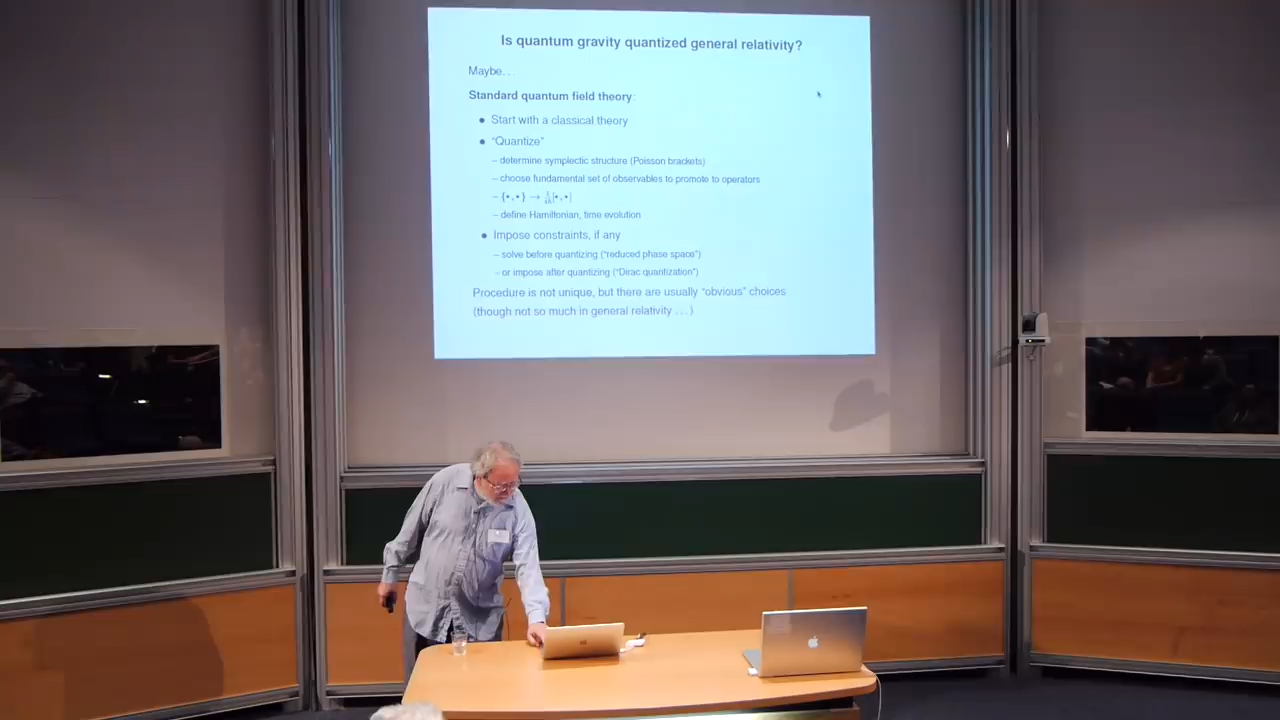 Is quantum gravity quantized general relativity?
Maybe...
Standard quantum field theory:
• Start with a classical theory
• "Quantize"
– determine symplectic structure (Poisson brackets)
– choose fundamental set of observables to promote to operators
– {•,•} → 1/iħ [•,•]
– define Hamiltonian, time evolution
• Impose constraints, if any
– solve before quantizing ("reduced phase space")
– or impose after quantizing ("Dirac quantization")
Procedure is not unique, but there are usually "obvious" choices
(though not so much in general relativity ...)